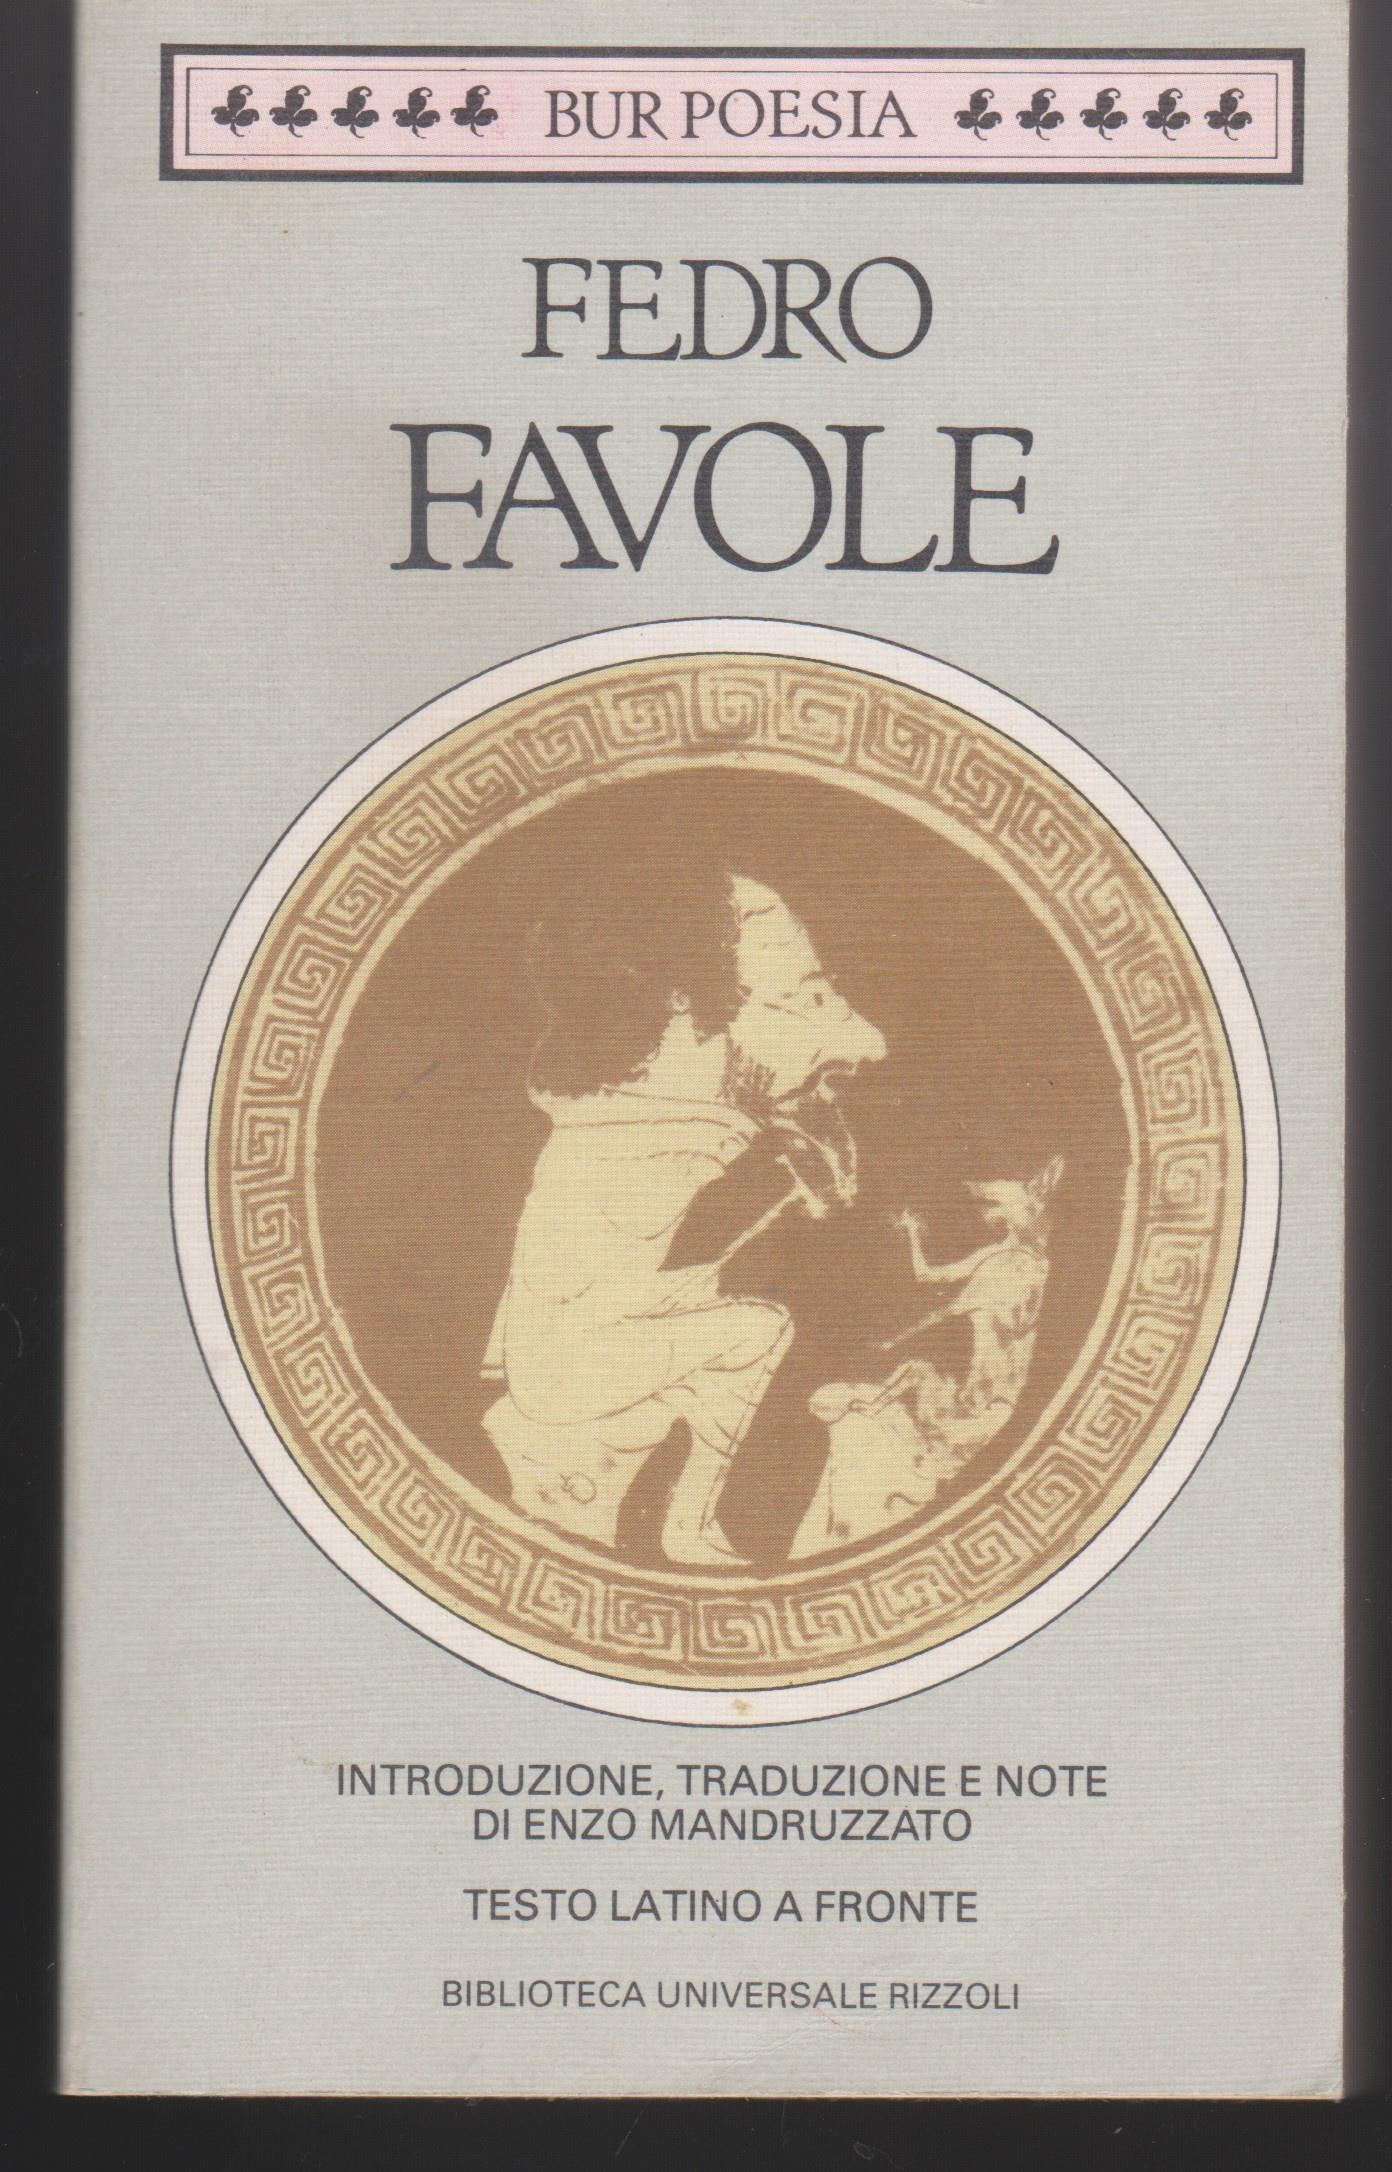 BUR POESIA
FEDRO
FAVOLE
INTRODUZIONE, TRADUZIONE E NOTE
DI ENZO MANDRUZZATO
TESTO LATINO A FRONTE
BIBLIOTECA UNIVERSALE RIZZOLI